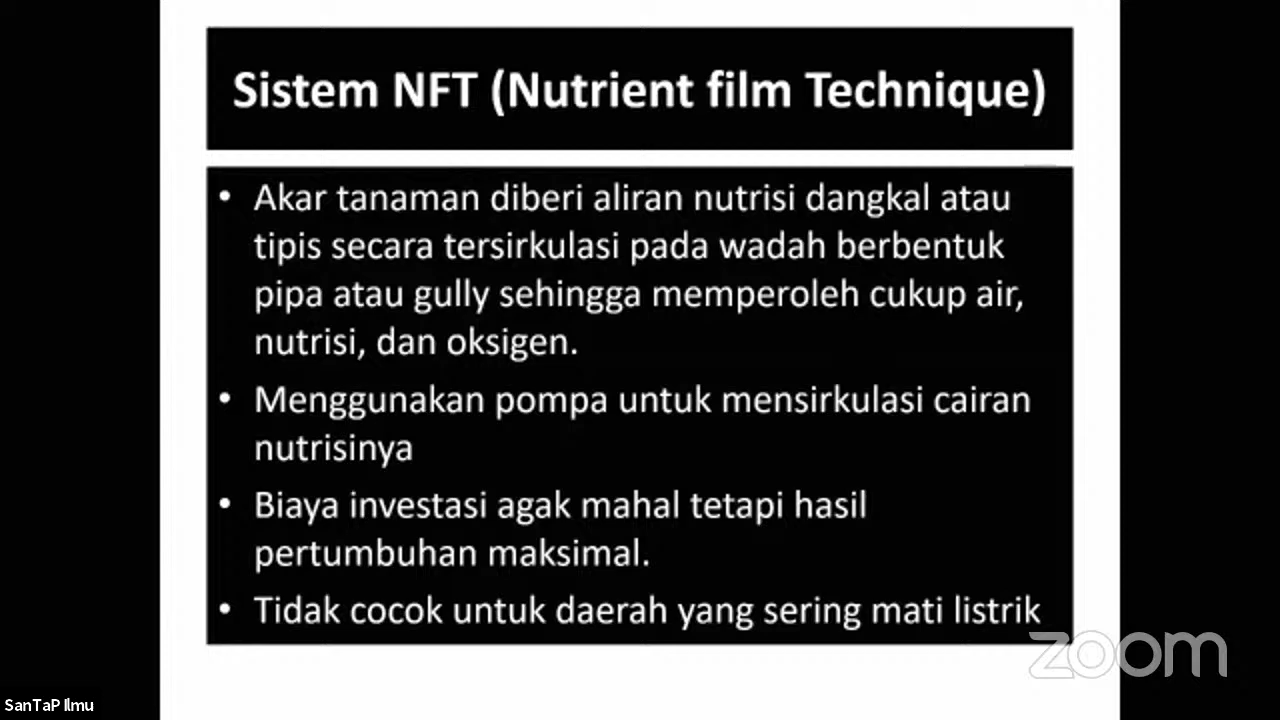 Sistem NFT (Nutrient film Technique)
• Akar tanaman diberi aliran nutrisi dangkal atau
tipis secara tersirkulasi pada wadah berbentuk
pipa atau gully sehingga memperoleh cukup air,
nutrisi, dan oksigen.
• Menggunakan pompa untuk mensirkulasi cairan
nutrisinya
• Biaya investasi agak mahal tetapi hasil
pertumbuhan maksimal.
• Tidak cocok untuk daerah yang sering mati listrik
zoom
SanTaP Ilmu